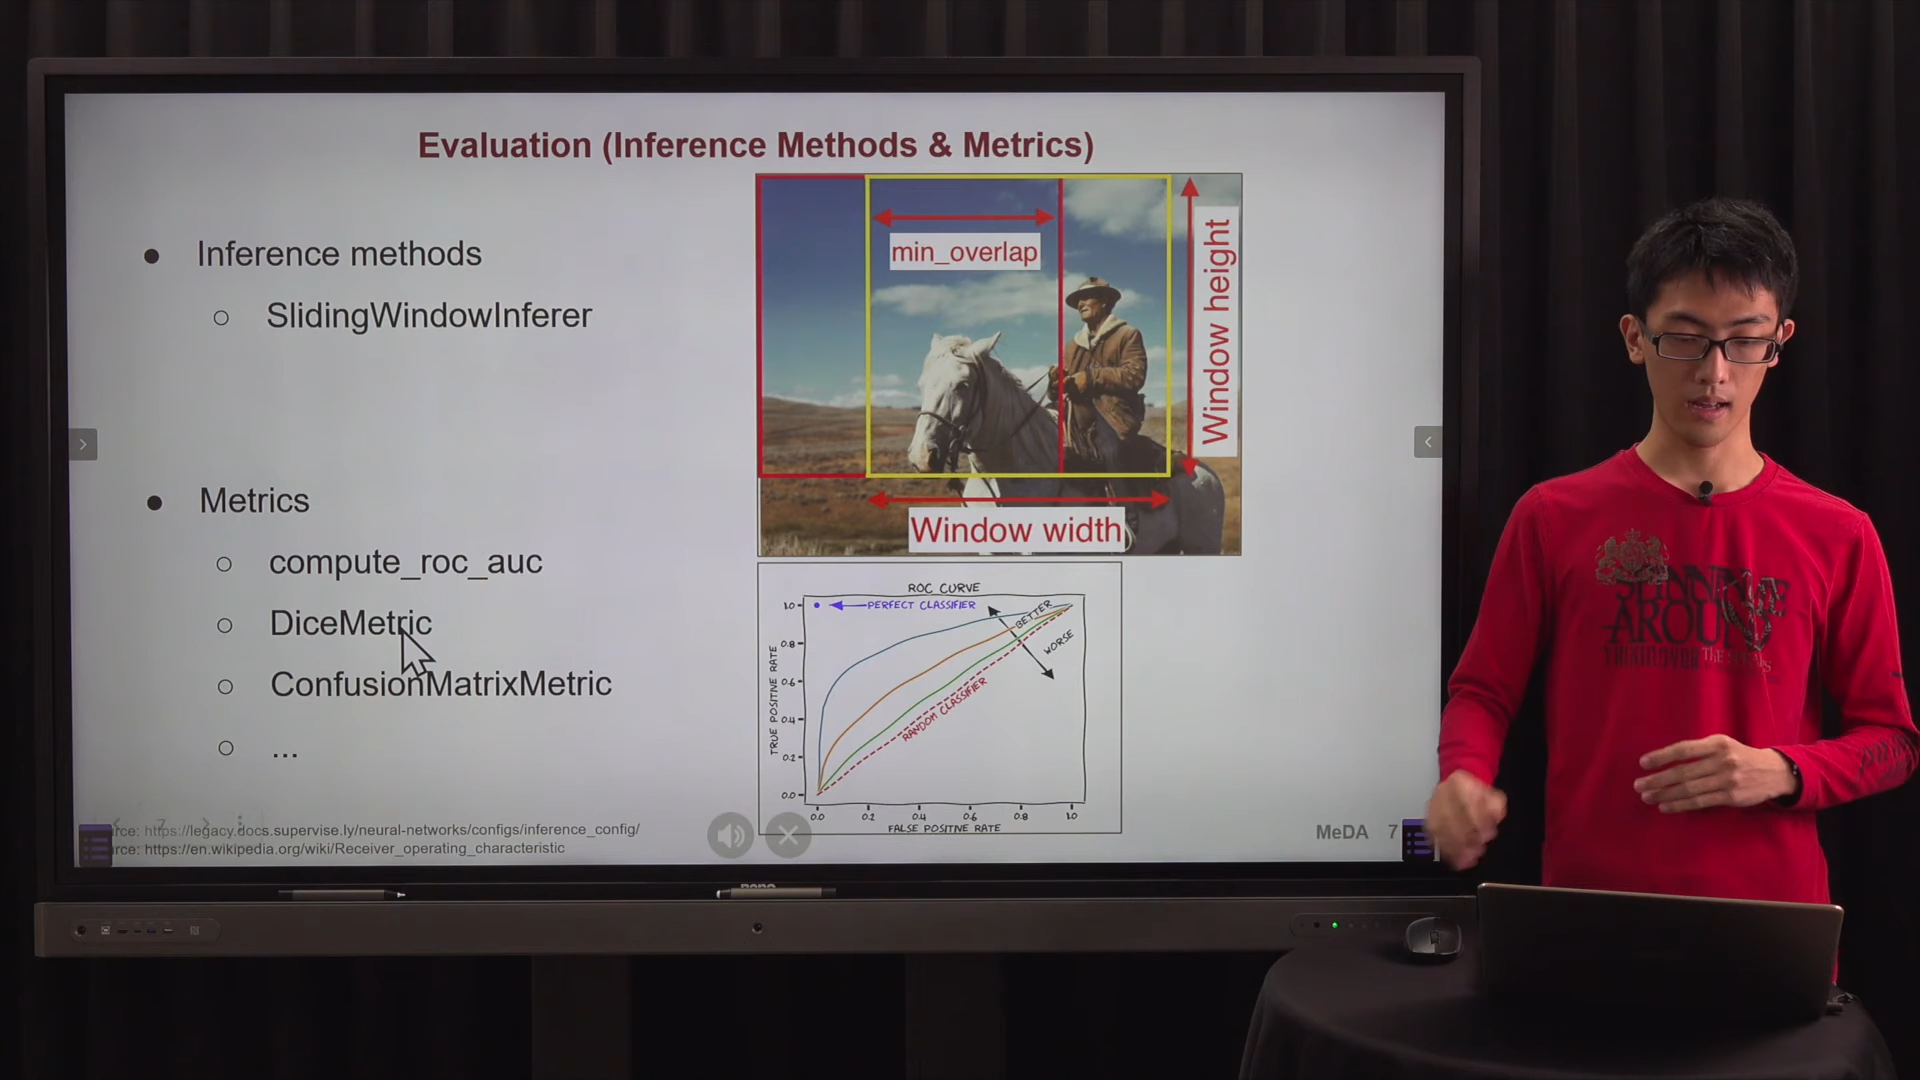 Evaluation (Inference Methods & Metrics)
● Inference methods
○ SlidingWindowInferer
● Metrics
○ compute_roc_auc
○ DiceMetric
○ ConfusionMatrixMetric
○ ...
min_overlap
Window height
Window width
ROC CURVE
PERFECT CLASSIFIER
BETTER
WORSE
RANDOM CLASSIFIER
TRUE POSITIVE RATE
1.0
0.8
0.6
0.4
0.2
0.0
0.0 0.2 0.4 0.6 0.8 1.0
FALSE POSITIVE RATE
https://legacy.docs.supervise.ly/neural-networks/configs/inference_config/
https://en.wikipedia.org/wiki/Receiver_operating_characteristic
MeDA 7
AROU